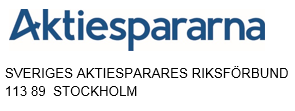 Aktiespararna
SVERIGES AKTIESPARARES RIKSFÖRBUND
113 89 STOCKHOLM